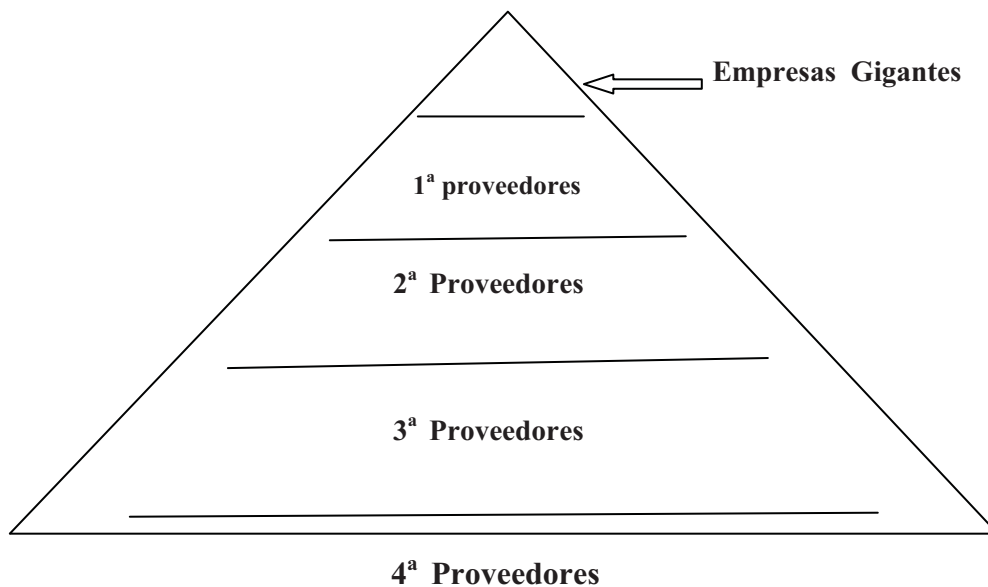 Empresas Gigantes
1ª proveedores
2ª Proveedores
3ª Proveedores
4ª Proveedores